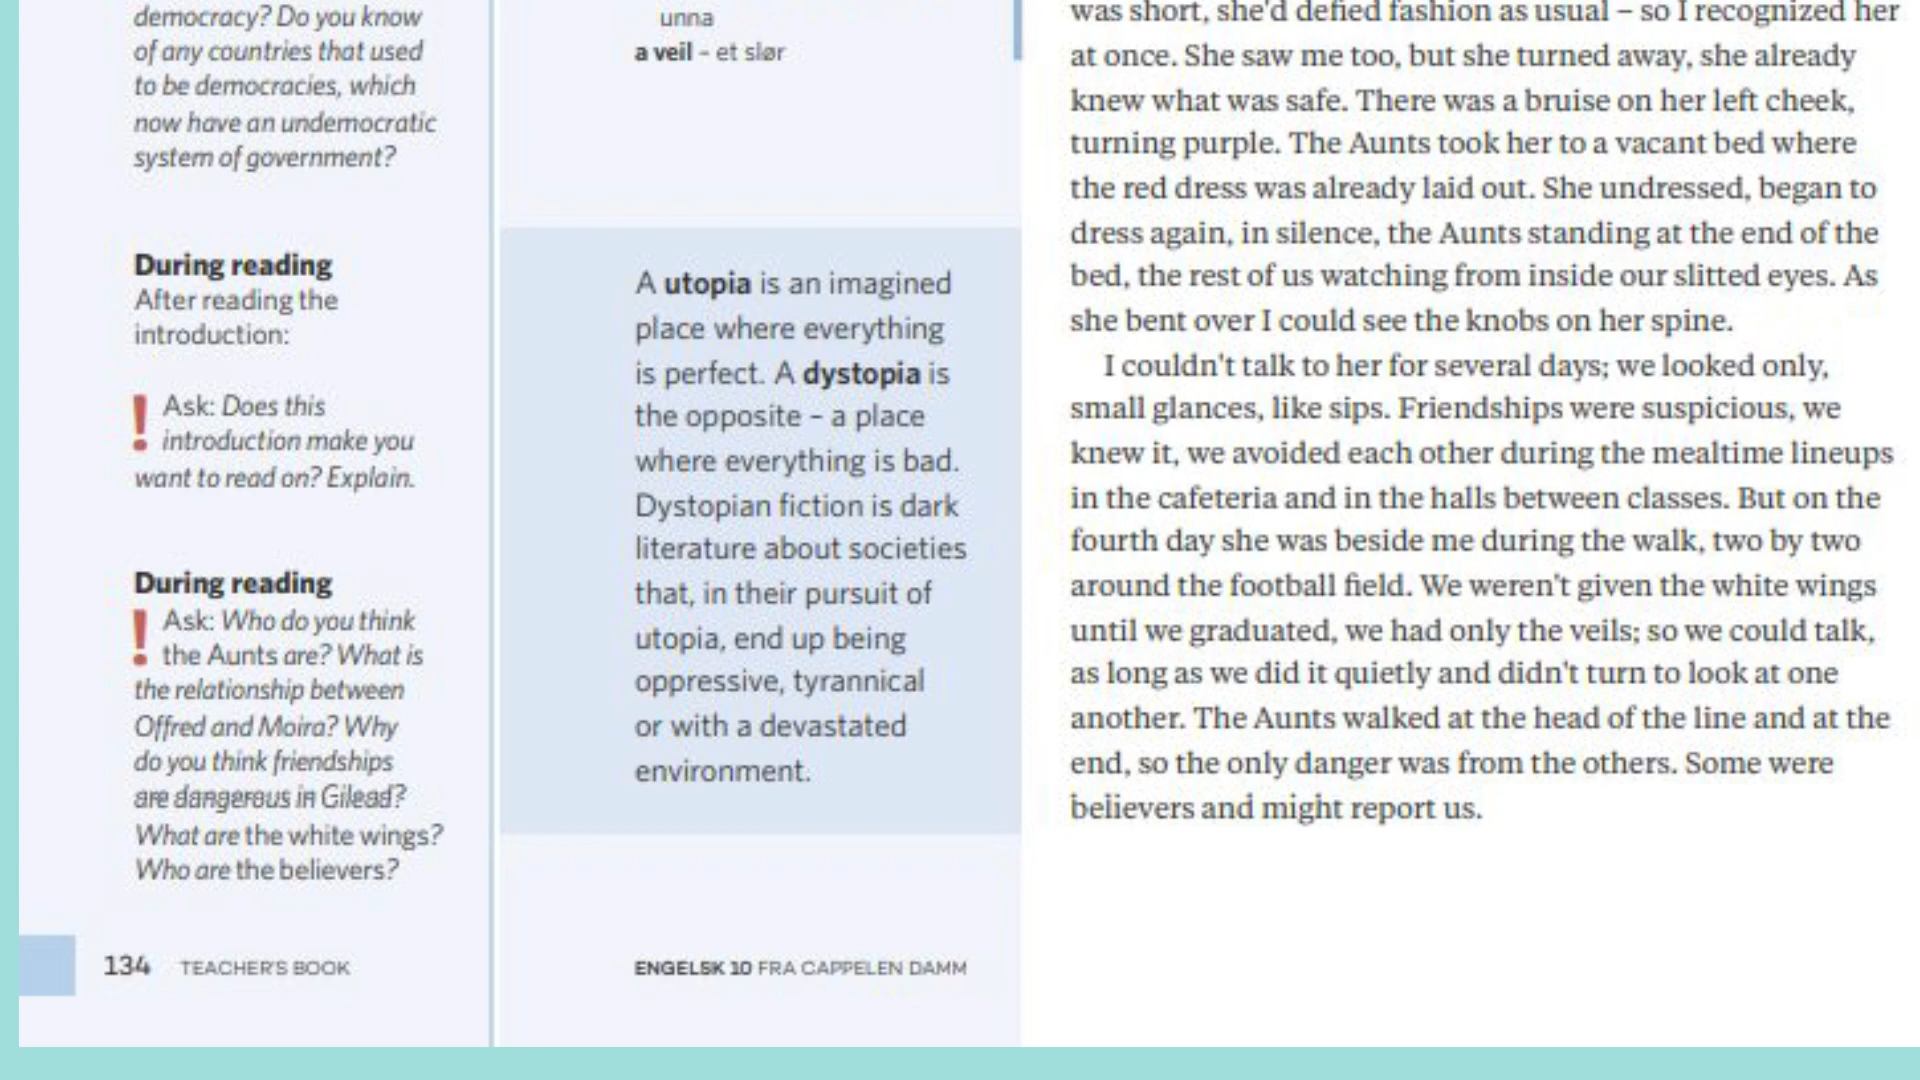 democracy? Do you know
of any countries that used
to be democracies, which
now have an undemocratic
system of government?
During reading
After reading the
introduction:
! Ask: Does this
introduction make you
want to read on? Explain.
During reading
! Ask: Who do you think
the Aunts are? What is
the relationship between
Offred and Moira? Why
do you think friendships
are dangerous in Gilead?
What are the white wings?
Who are the believers?
134 TEACHER'S BOOK
unna
a veil – et slør
A utopia is an imagined
place where everything
is perfect. A dystopia is
the opposite – a place
where everything is bad.
Dystopian fiction is dark
literature about societies
that, in their pursuit of
utopia, end up being
oppressive, tyrannical
or with a devastated
environment.
ENGELSK 10 FRA CAPPELEN DAMM
was short, she'd defied fashion as usual – so I recognized her
at once. She saw me too, but she turned away, she already
knew what was safe. There was a bruise on her left cheek,
turning purple. The Aunts took her to a vacant bed where
the red dress was already laid out. She undressed, began to
dress again, in silence, the Aunts standing at the end of the
bed, the rest of us watching from inside our slitted eyes. As
she bent over I could see the knobs on her spine.
I couldn't talk to her for several days; we looked only,
small glances, like sips. Friendships were suspicious, we
knew it, we avoided each other during the mealtime lineups
in the cafeteria and in the halls between classes. But on the
fourth day she was beside me during the walk, two by two
around the football field. We weren't given the white wings
until we graduated, we had only the veils; so we could talk,
as long as we did it quietly and didn't turn to look at one
another. The Aunts walked at the head of the line and at the
end, so the only danger was from the others. Some were
believers and might report us.